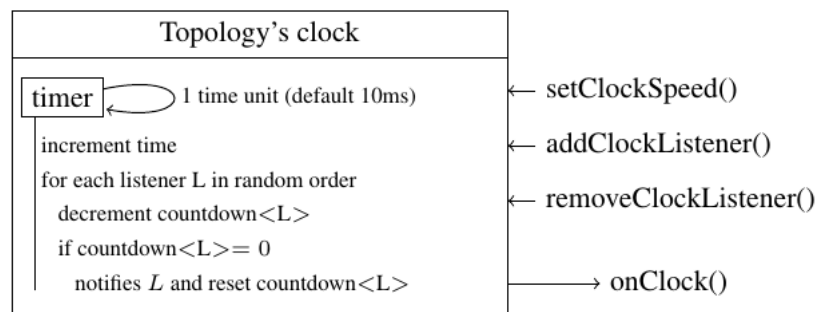 Topology's clock
timer
1 time unit (default 10ms)
increment time
for each listener L in random order
decrement countdown<L>
if countdown<L>= 0
notifies L and reset countdown<L>
setClockSpeed()
addClockListener()
removeClockListener()
onClock()